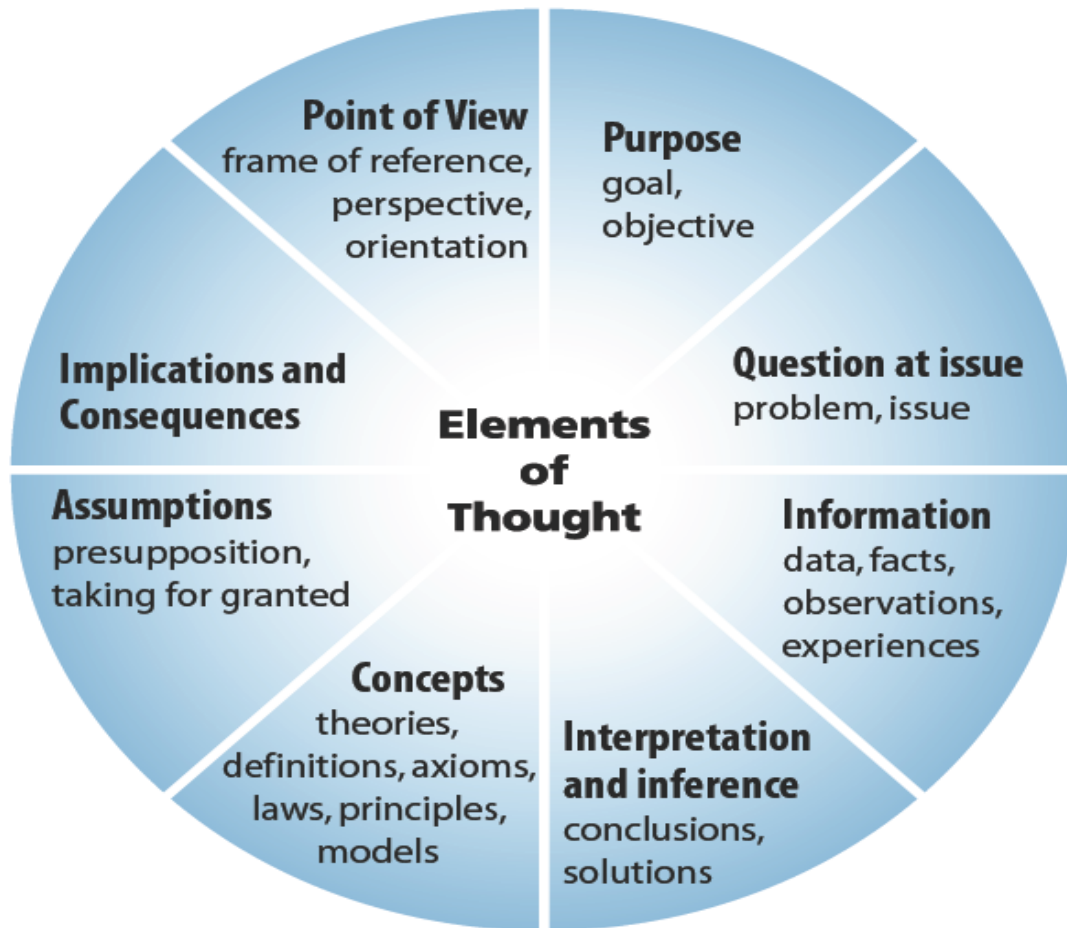 Point of View
frame of reference,
perspective,
orientation
Purpose
goal,
objective
Question at issue
problem, issue
Information
data, facts,
observations,
experiences
Interpretation
and inference
conclusions,
solutions
Concepts
theories,
definitions, axioms,
laws, principles,
models
Assumptions
presupposition,
taking for granted
Implications and
Consequences
Elements
of
Thought